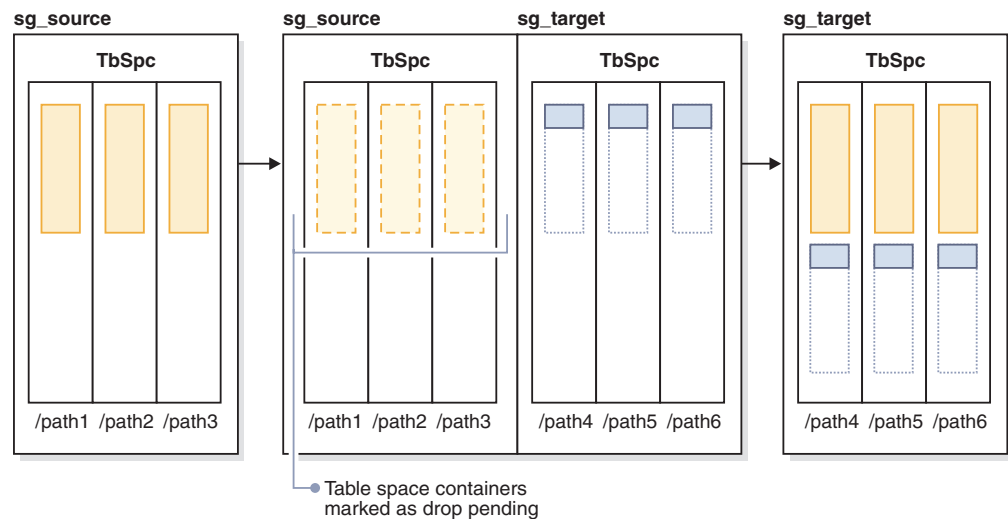 sg_source
TbSpc
/path1 /path2 /path3
sg_source
TbSpc
/path1 /path2 /path3
sg_target
TbSpc
/path4 /path5 /path6
sg_target
TbSpc
/path4 /path5 /path6
Table space containers
marked as drop pending